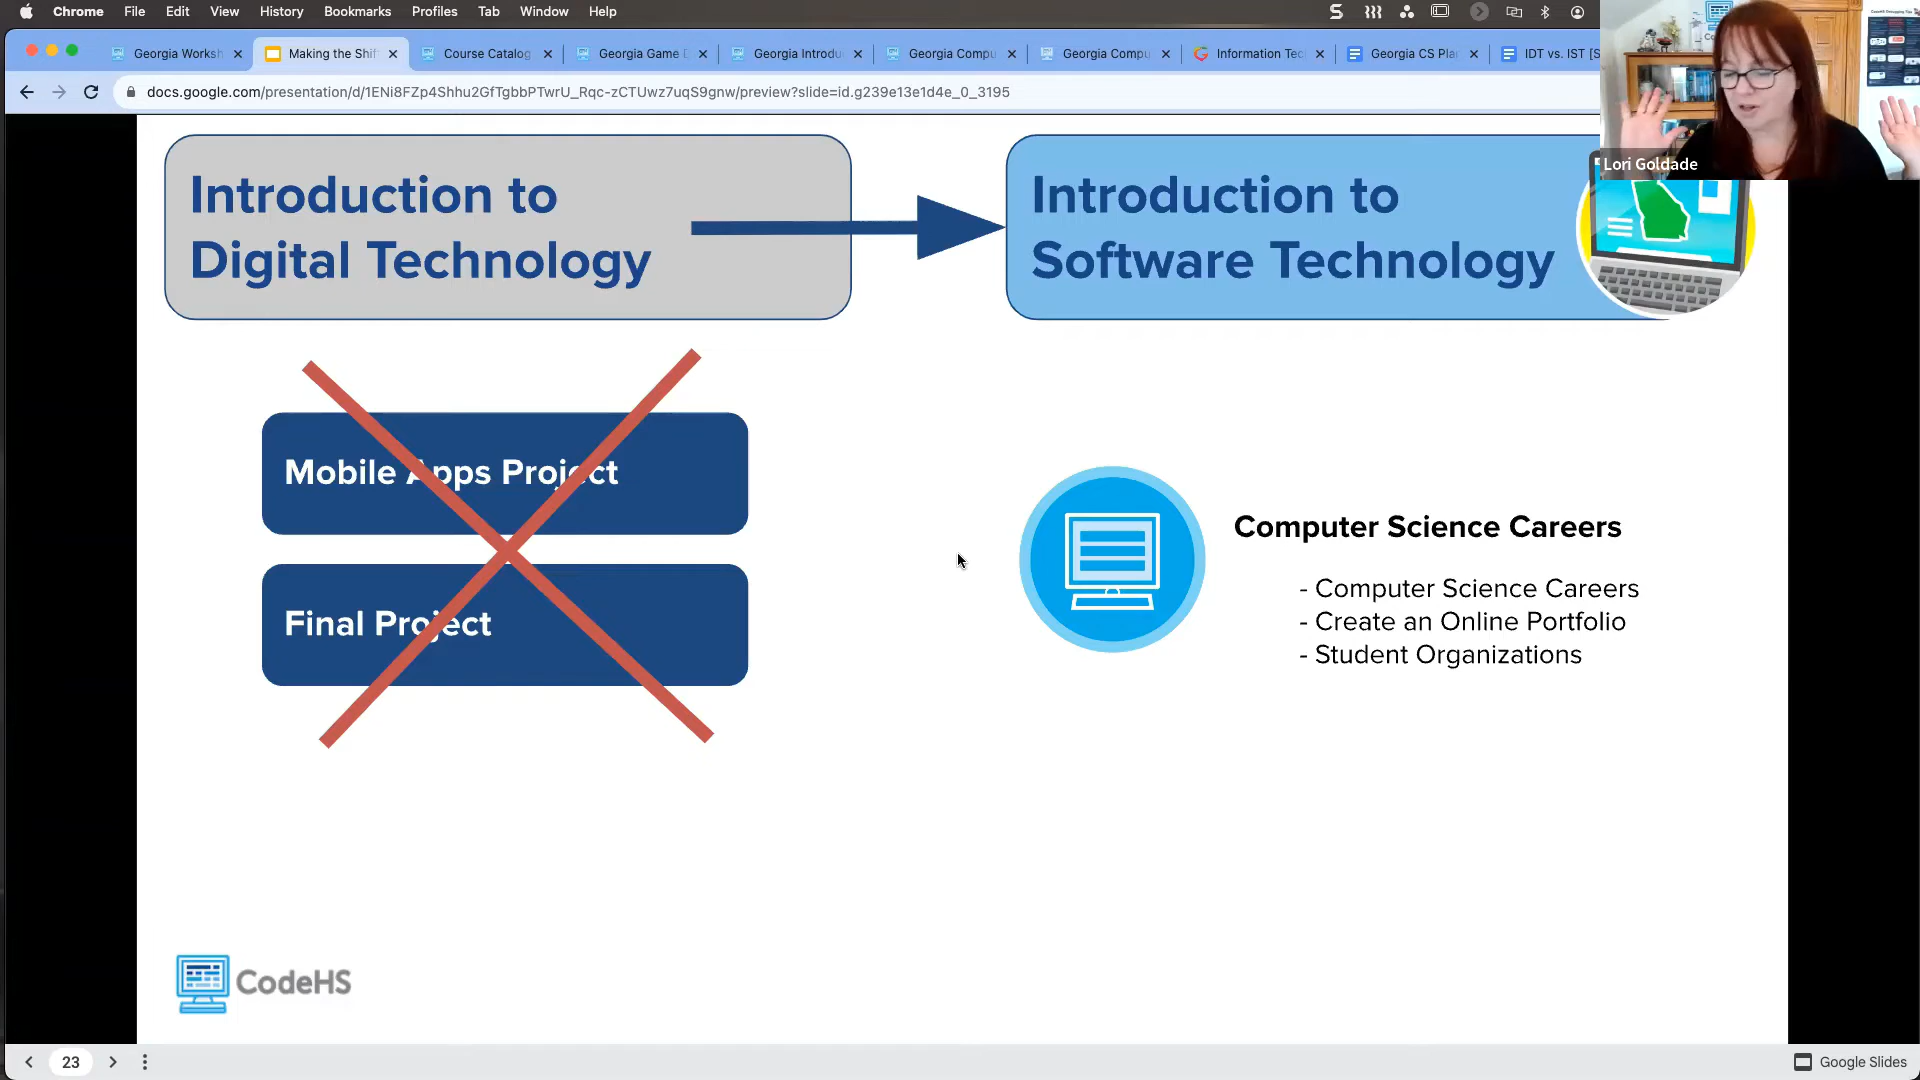 Chrome File Edit View History Bookmarks Profiles Tab Window Help
Georgia Worksh
Making the Shif
Course Catalog
Georgia Game D
Georgia Introdu
Georgia Compu
Georgia Compu
Information Tec
Georgia CS Pla
IDT vs. IST [S
docs.google.com/presentation/d/1ENi8FZp4Shhu2GfTgbbPTwrU_Rqc-zCTUwz7uqS9gnw/preview?slide=id.g239e13e1d4e_0_3195
Lori Goldade
Introduction to
Digital Technology
Introduction to
Software Technology
Mobile Apps Project
Final Project
Computer Science Careers
- Computer Science Careers
- Create an Online Portfolio
- Student Organizations
CodeHS
23
Google Slides